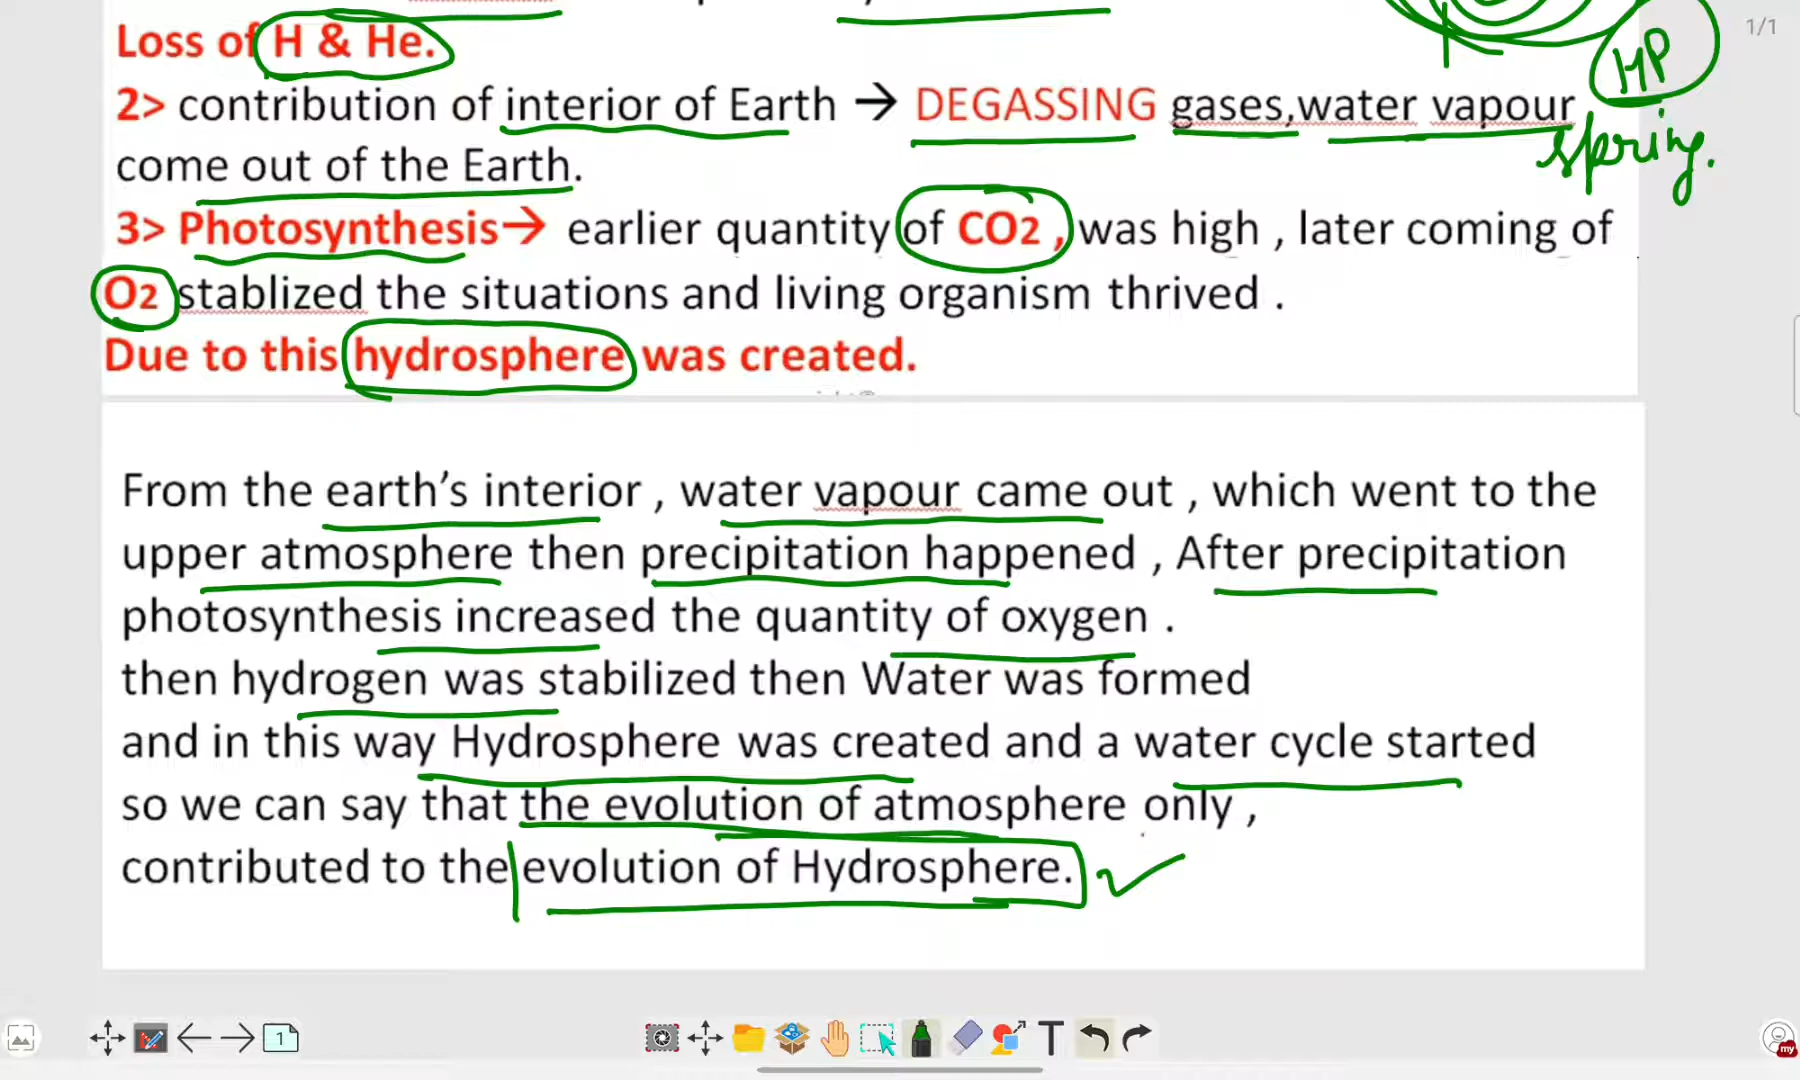 Loss of H & He.
1/1
HP
2> contribution of interior of Earth → DEGASSING gases,water vapour
spring.
come out of the Earth.
3> Photosynthesis→ earlier quantity of CO2 , was high , later coming of
O2 stablized the situations and living organism thrived .
Due to this hydrosphere was created.
From the earth's interior , water vapour came out , which went to the
upper atmosphere then precipitation happened , After precipitation
photosynthesis increased the quantity of oxygen .
then hydrogen was stabilized then Water was formed
and in this way Hydrosphere was created and a water cycle started
so we can say that the evolution of atmosphere only ,
contributed to the evolution of Hydrosphere.
1
T
my